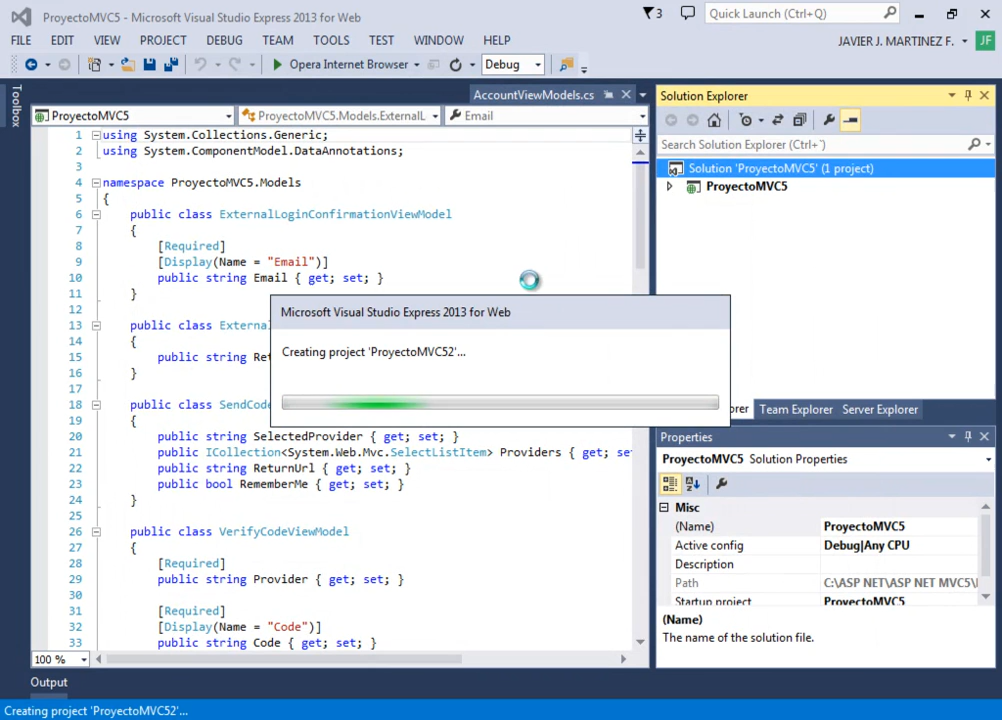 ProyectoMVC5 - Microsoft Visual Studio Express 2013 for Web
3
Quick Launch (Ctrl+Q)
FILE EDIT VIEW PROJECT DEBUG TEAM TOOLS TEST WINDOW HELP
JAVIER J. MARTINEZ F.
JF
Opera Internet Browser
Debug
Toolbox
AccountViewModels.cs
ProyectoMVC5
ProyectoMVC5.Models.ExternalL
Email
1 using System.Collections.Generic;
2 using System.ComponentModel.DataAnnotations;
3
4 namespace ProyectoMVC5.Models
5 {
6 public class ExternalLoginConfirmationViewModel
7 {
8 [Required]
9 [Display(Name = "Email")]
10 public string Email { get; set; }
11 }
12
13 public class External
14 {
15 public string Ret
16 }
17
18 public class SendCode
19 {
20 public string SelectedProvider { get; set; }
21 public ICollection<System.Web.Mvc.SelectListItem> Providers { get; se
22 public string ReturnUrl { get; set; }
23 public bool RememberMe { get; set; }
24 }
25
26 public class VerifyCodeViewModel
27 {
28 [Required]
29 public string Provider { get; set; }
30
31 [Required]
32 [Display(Name = "Code")]
33 public string Code { get; set; }
100 %
Output
Creating project 'ProyectoMVC52'...
Microsoft Visual Studio Express 2013 for Web
Creating project 'ProyectoMVC52'...
Solution Explorer
Search Solution Explorer (Ctrl+`)
Solution 'ProyectoMVC5' (1 project)
ProyectoMVC5
orer
Team Explorer
Server Explorer
Properties
ProyectoMVC5 Solution Properties
Misc
(Name) ProyectoMVC5
Active config Debug|Any CPU
Description
Path C:\ASP NET\ASP NET MVC5\
Startup project ProyectoMVC5
(Name)
The name of the solution file.